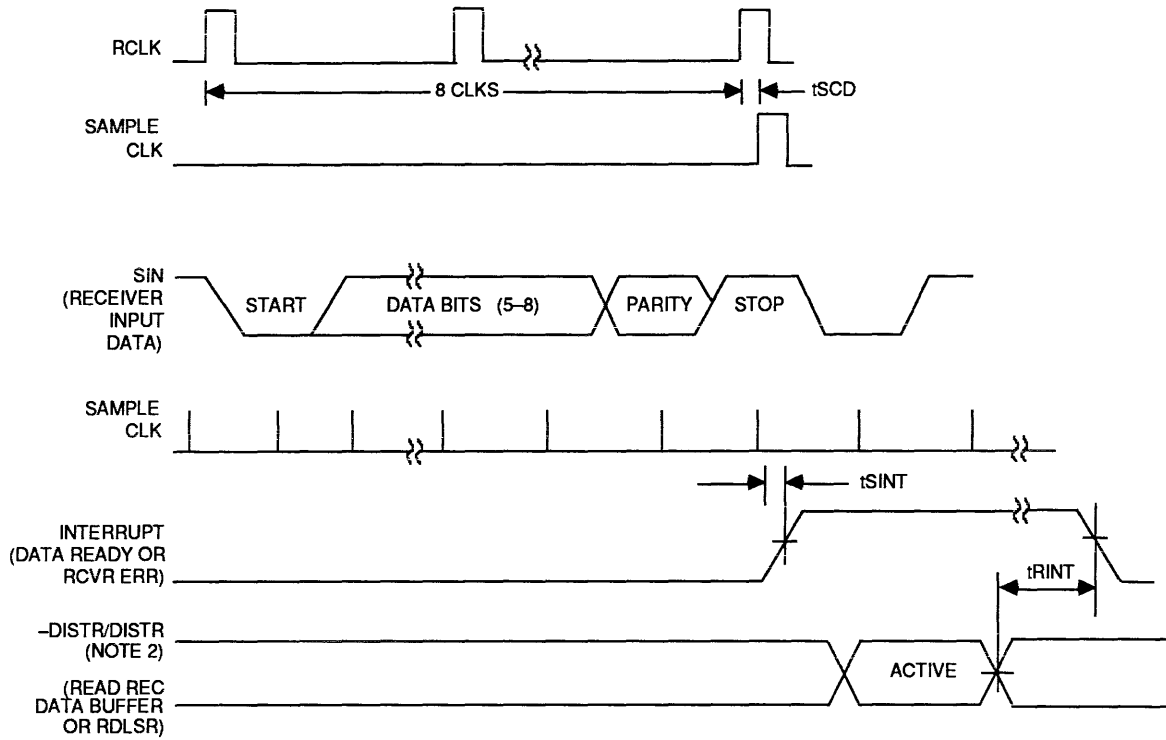 RCLK
8 CLKS
tSCD
SAMPLE
CLK
SIN
(RECEIVER
INPUT
DATA)
START
DATA BITS (5–8)
PARITY
STOP
SAMPLE
CLK
tSINT
INTERRUPT
(DATA READY OR
RCVR ERR)
tRINT
–DISTR/DISTR
(NOTE 2)
ACTIVE
(READ REC
DATA BUFFER
OR RDLSR)